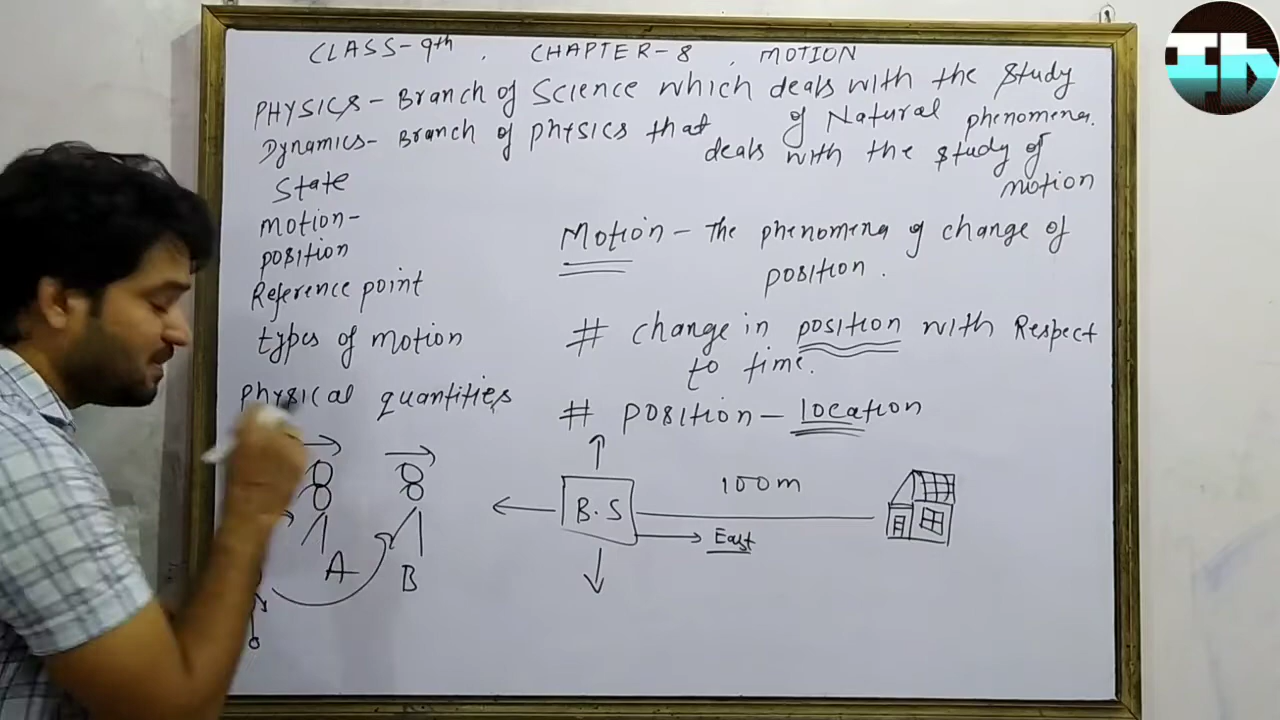 CLASS-9th, CHAPTER-8, MOTION
PHYSICS - Branch of Science which deals with the study
of Natural phenomena.
Dynamics - Branch of physics that
deals with the study of
motion
State
motion-
position
Reference point
types of motion
physical quantities
Motion - The phenomena of change of
position.
# change in position with Respect
to time.
# position - location
B.S
100m
East
A
B